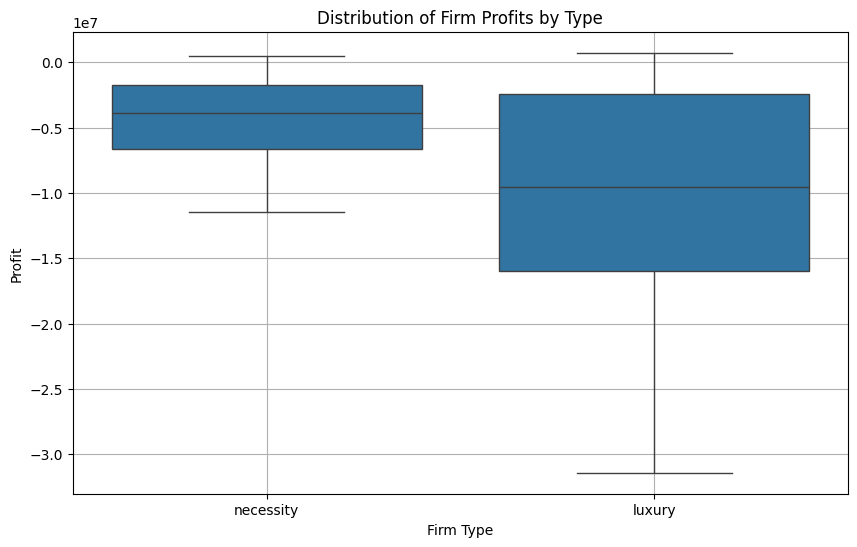 Distribution of Firm Profits by Type
1e7
0.0
−0.5
−1.0
−1.5
−2.0
−2.5
−3.0
Profit
necessity
luxury
Firm Type